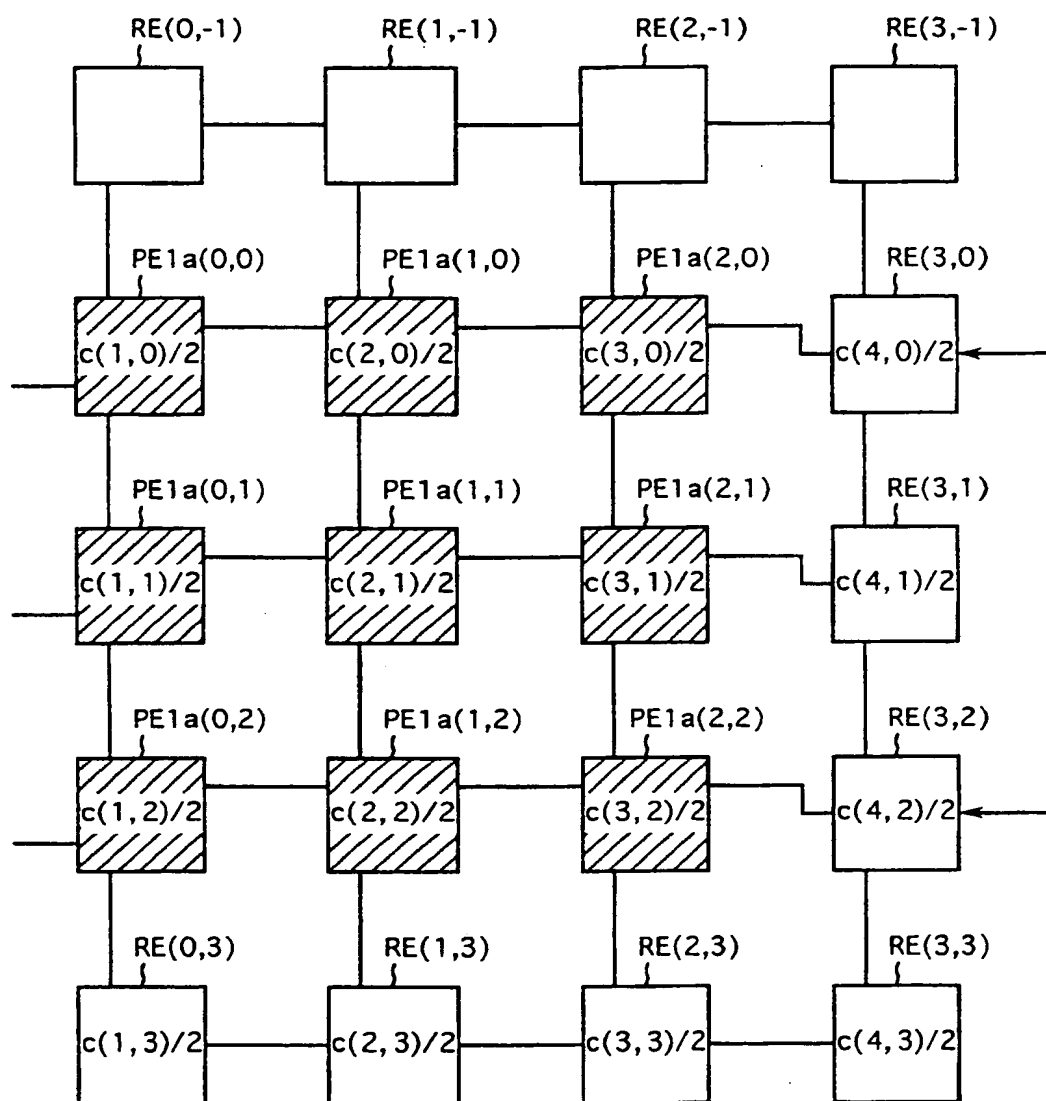 RE(0,-1) RE(1,-1) RE(2,-1) RE(3,-1)
PE1a(0,0) PE1a(1,0) PE1a(2,0) RE(3,0)
c(1,0)/2 c(2,0)/2 c(3,0)/2 c(4,0)/2
PE1a(0,1) PE1a(1,1) PE1a(2,1) RE(3,1)
c(1,1)/2 c(2,1)/2 c(3,1)/2 c(4,1)/2
PE1a(0,2) PE1a(1,2) PE1a(2,2) RE(3,2)
c(1,2)/2 c(2,2)/2 c(3,2)/2 c(4,2)/2
RE(0,3) RE(1,3) RE(2,3) RE(3,3)
c(1,3)/2 c(2,3)/2 c(3,3)/2 c(4,3)/2